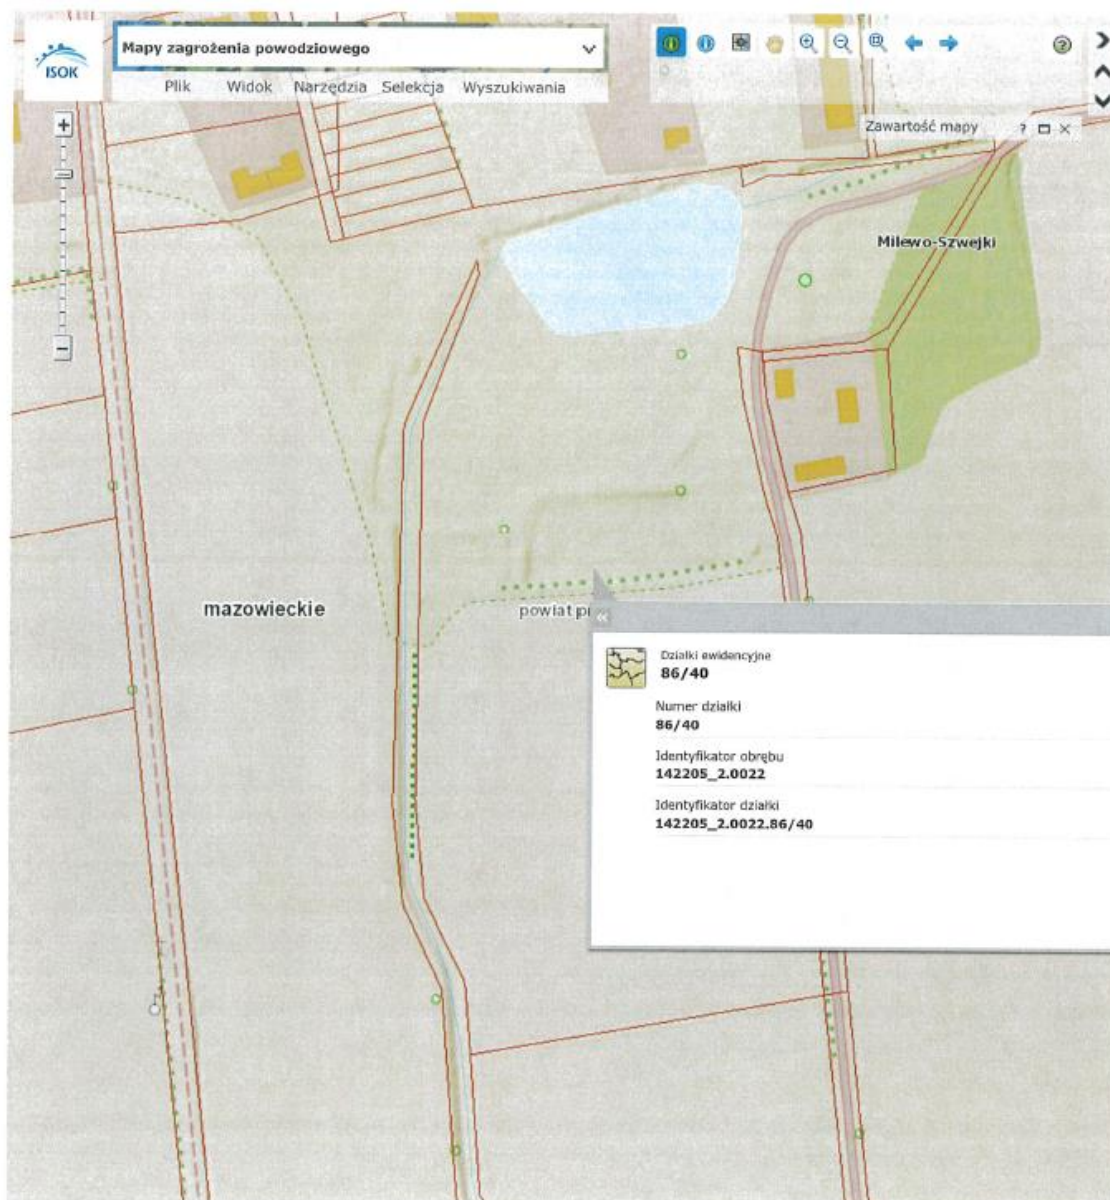 ISOK
Mapy zagrożenia powodziowego
Plik Widok Narzędzia Selekcja Wyszukiwania
Zawartość mapy ?
Milewo-Szwejki
mazowieckie
powiat
Działki ewidencyjne
86/40
Numer działki
86/40
Identyfikator obrębu
142205_2.0022
Identyfikator działki
142205_2.0022.86/40